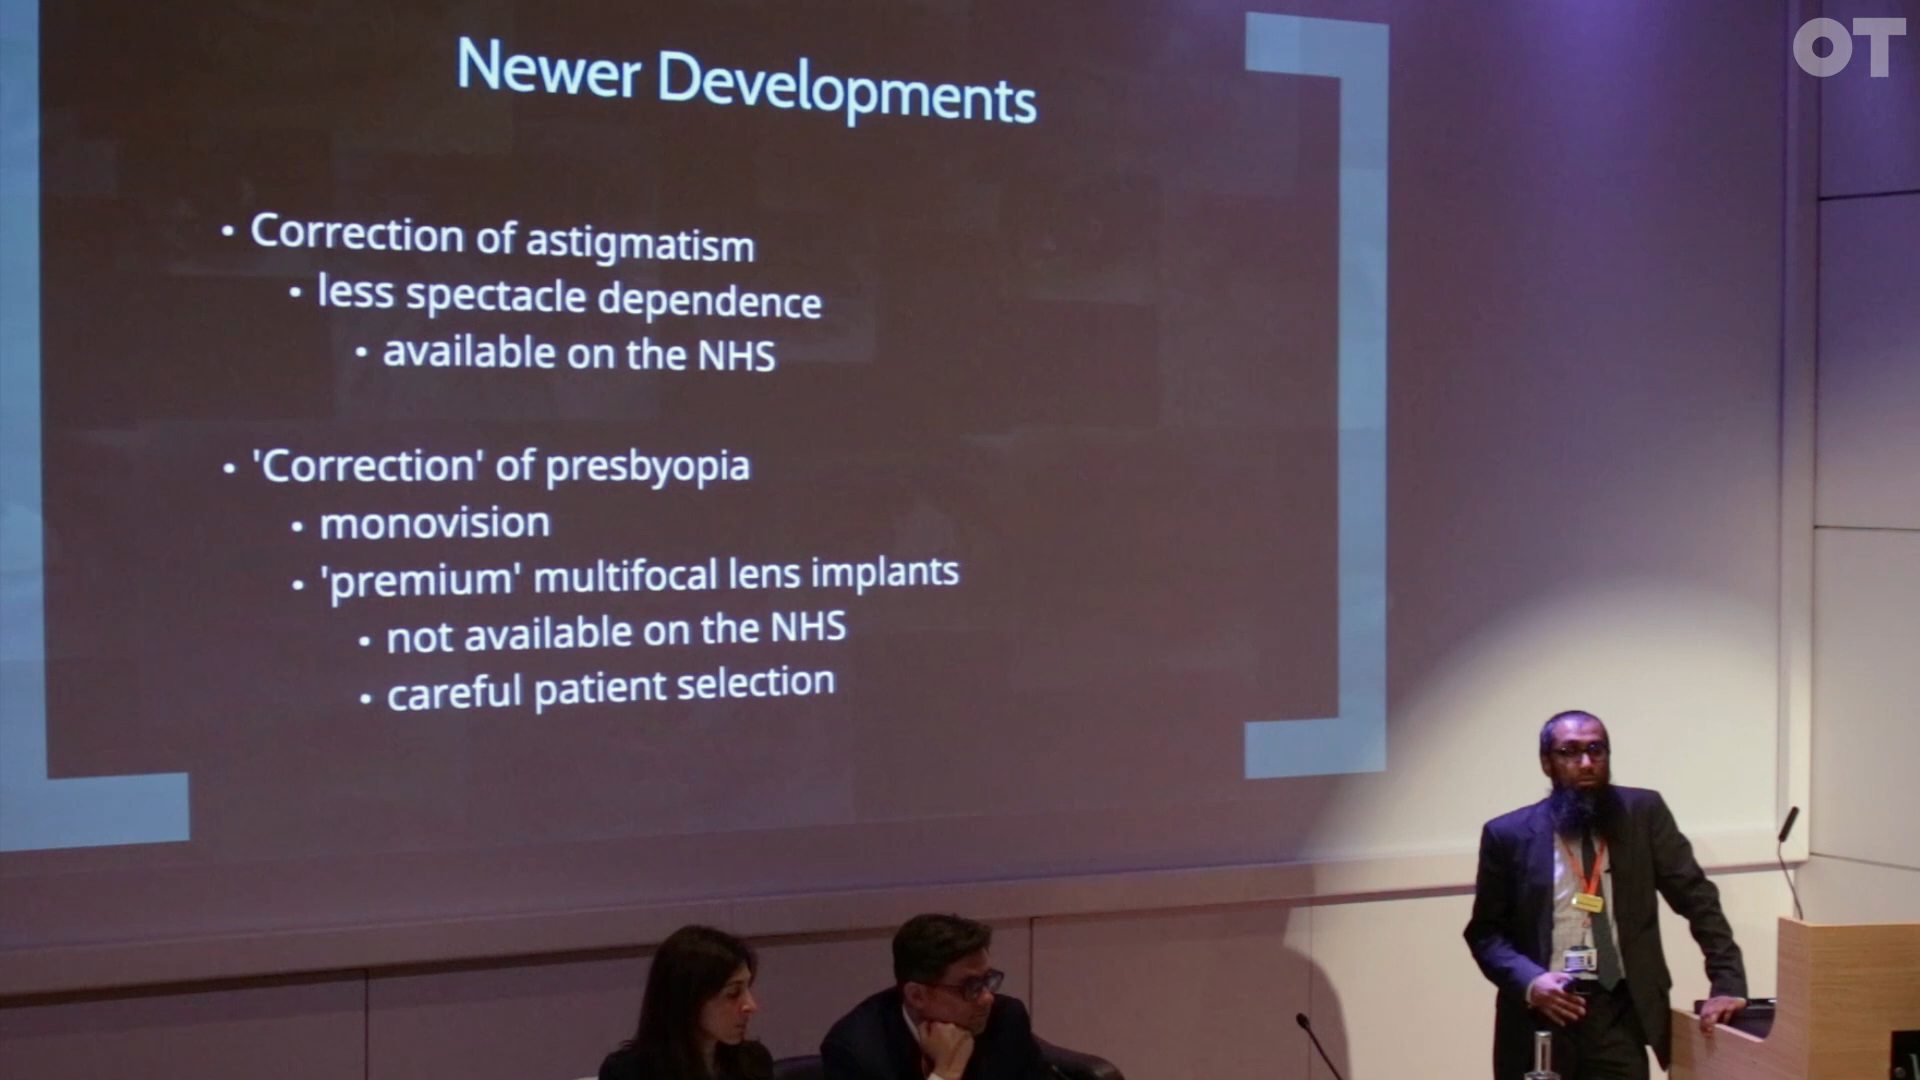 OT
Newer Developments
• Correction of astigmatism
• less spectacle dependence
• available on the NHS
• 'Correction' of presbyopia
• monovision
• 'premium' multifocal lens implants
• not available on the NHS
• careful patient selection